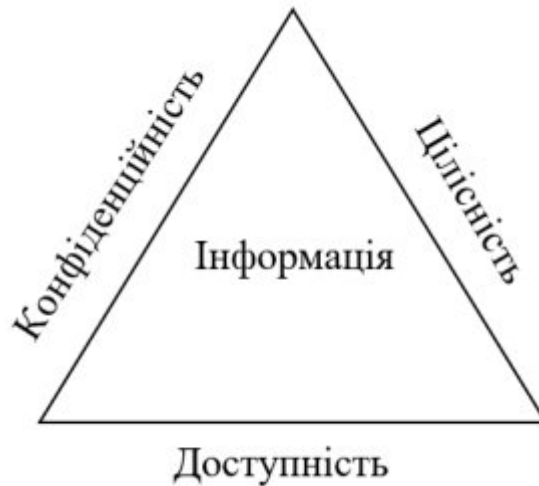 Конфіденційність
Цілісність
Інформація
Доступність